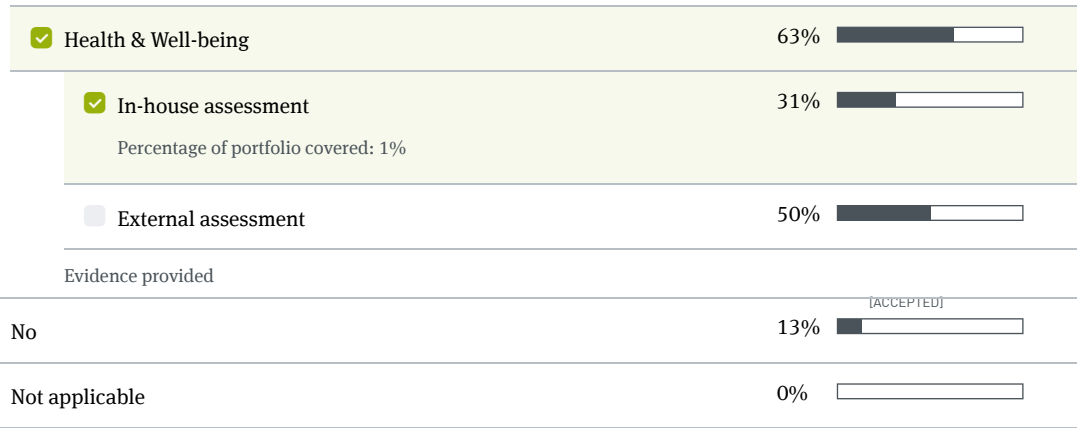 Health & Well-being 63%
In-house assessment 31%
Percentage of portfolio covered: 1%
External assessment 50%
Evidence provided
[ACCEPTED]
No 13%
Not applicable 0%